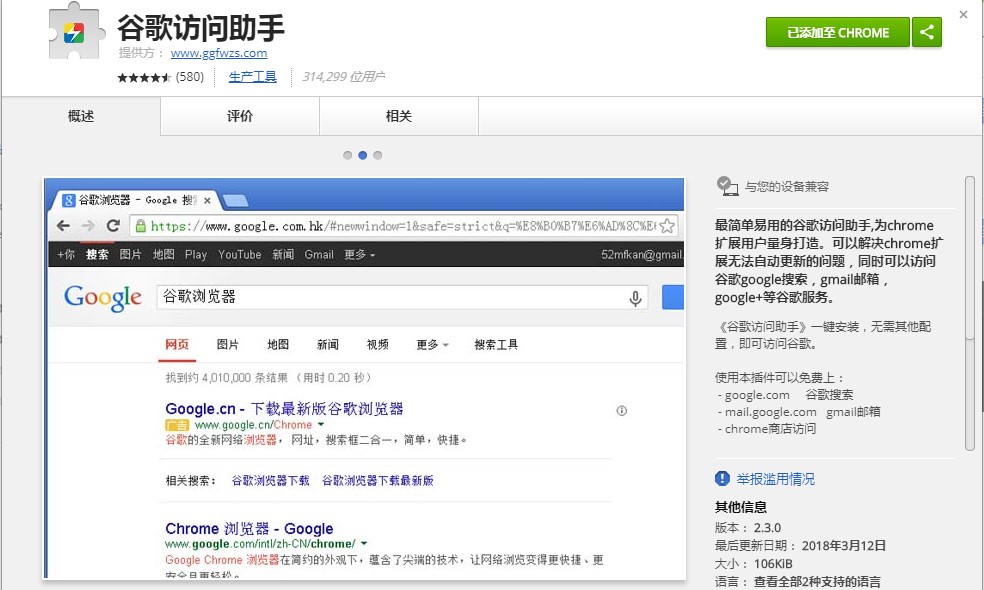 谷歌访问助手
提供方： www.ggfwzs.com
(580) 生产工具 314,299 位用户
已添加至 CHROME
概述 评价 相关
谷歌浏览器 - Google 搜
https://www.google.com.hk/#newwindow=1&safe=strict&q=%E8%B0%B7%E6%AD%8C%E
+你 搜索 图片 地图 Play YouTube 新闻 Gmail 更多 52mfkan@gmail.
Google 谷歌浏览器
网页 图片 地图 新闻 视频 更多 搜索工具
找到约 4,010,000 条结果 （用时 0.20 秒）
Google.cn - 下载最新版谷歌浏览器
广告 www.google.cn/Chrome
谷歌的全新网络浏览器， 网址，搜索框二合一，简单，快捷。
相关搜索： 谷歌浏览器下载 谷歌浏览器下载最新版
Chrome 浏览器 - Google
www.google.com/intl/zh-CN/chrome/
Google Chrome 浏览器在简约的外观下，蕴含了尖端的技术，让网络浏览变得更快捷、更
安全且更轻松。
与您的设备兼容
最简单易用的谷歌访问助手,为chrome
扩展用户量身打造。可以解决chrome扩
展无法自动更新的问题，同时可以访问
谷歌google搜索，gmail邮箱，
google+等谷歌服务。
《谷歌访问助手》一键安装，无需其他配
置，即可访问谷歌。
使用本插件可以免费上：
- google.com 谷歌搜索
- mail.google.com gmail邮箱
- chrome商店访问
举报滥用情况
其他信息
版本： 2.3.0
最后更新日期： 2018年3月12日
大小： 106KiB
语言： 查看全部2种支持的语言